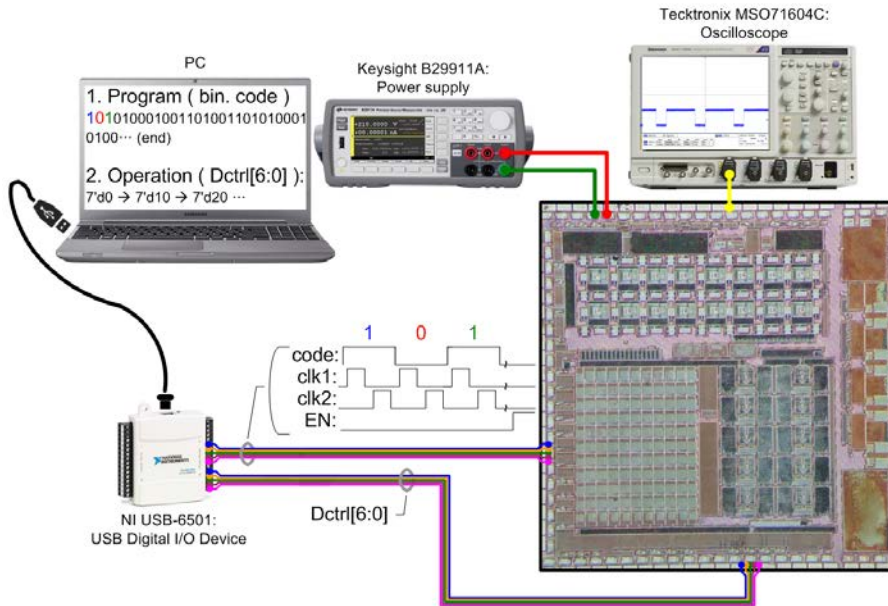 Tecktronix MSO71604C:
Oscilloscope
PC
Keysight B29911A:
Power supply
1. Program ( bin. code )
1010100010011010011010100001
0100··· (end)
2. Operation ( Dctrl[6:0] ):
7'd0 → 7'd10 → 7'd20 ···
1 0 1
code:
clk1:
clk2:
EN:
Dctrl[6:0]
NI USB-6501:
USB Digital I/O Device